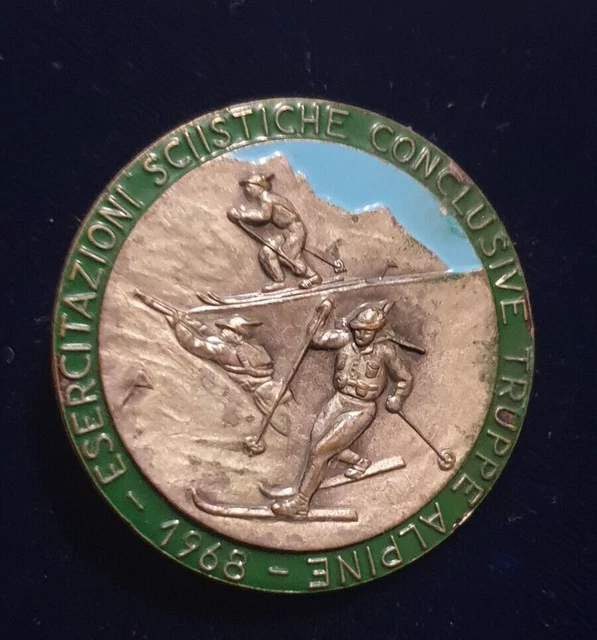 ESERCITAZIONI SCIISTICHE CONCLUSIVE TRUPPE ALPINE - 1968 -